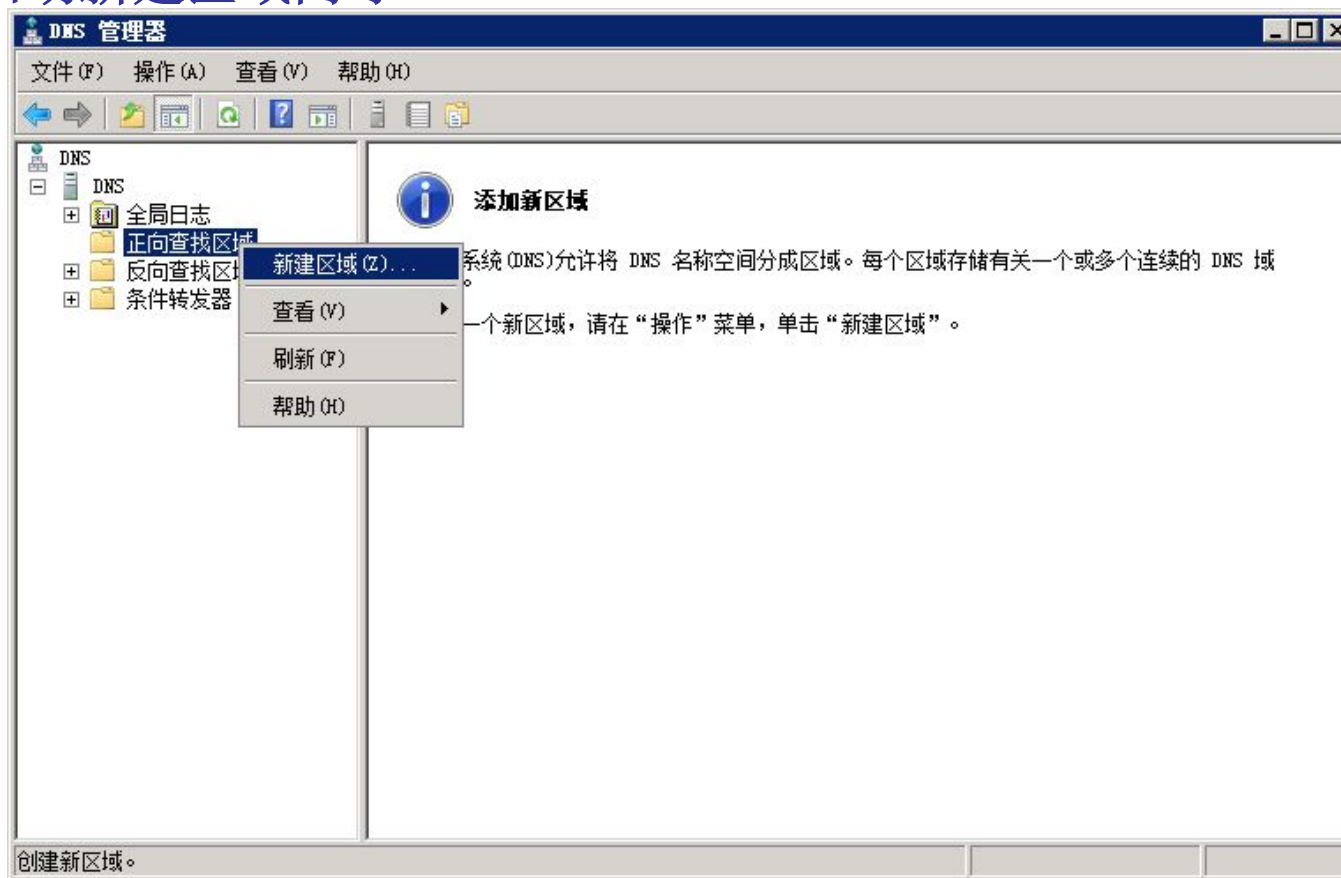 DNS 管理器
文件(F) 操作(A) 查看(V) 帮助(H)
DNS
DNS
全局日志
正向查找区域
反向查找区
条件转发器
新建区域(Z)...
查看(V)
刷新(F)
帮助(H)
添加新区域
系统(DNS)允许将 DNS 名称空间分成区域。每个区域存储有关一个或多个连续的 DNS 域
。
一个新区域，请在“操作”菜单，单击“新建区域”。
创建新区域。